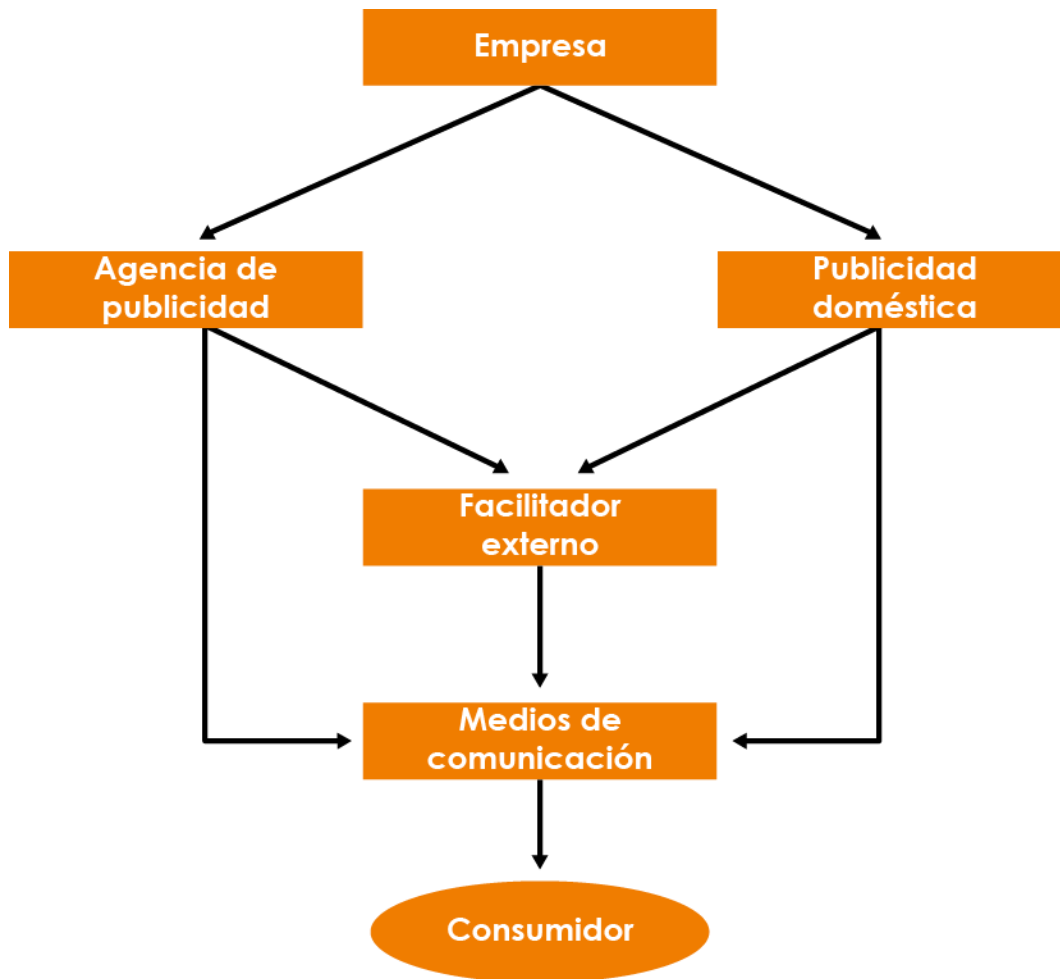 Empresa
Agencia de
publicidad
Publicidad
doméstica
Facilitador
externo
Medios de
comunicación
Consumidor